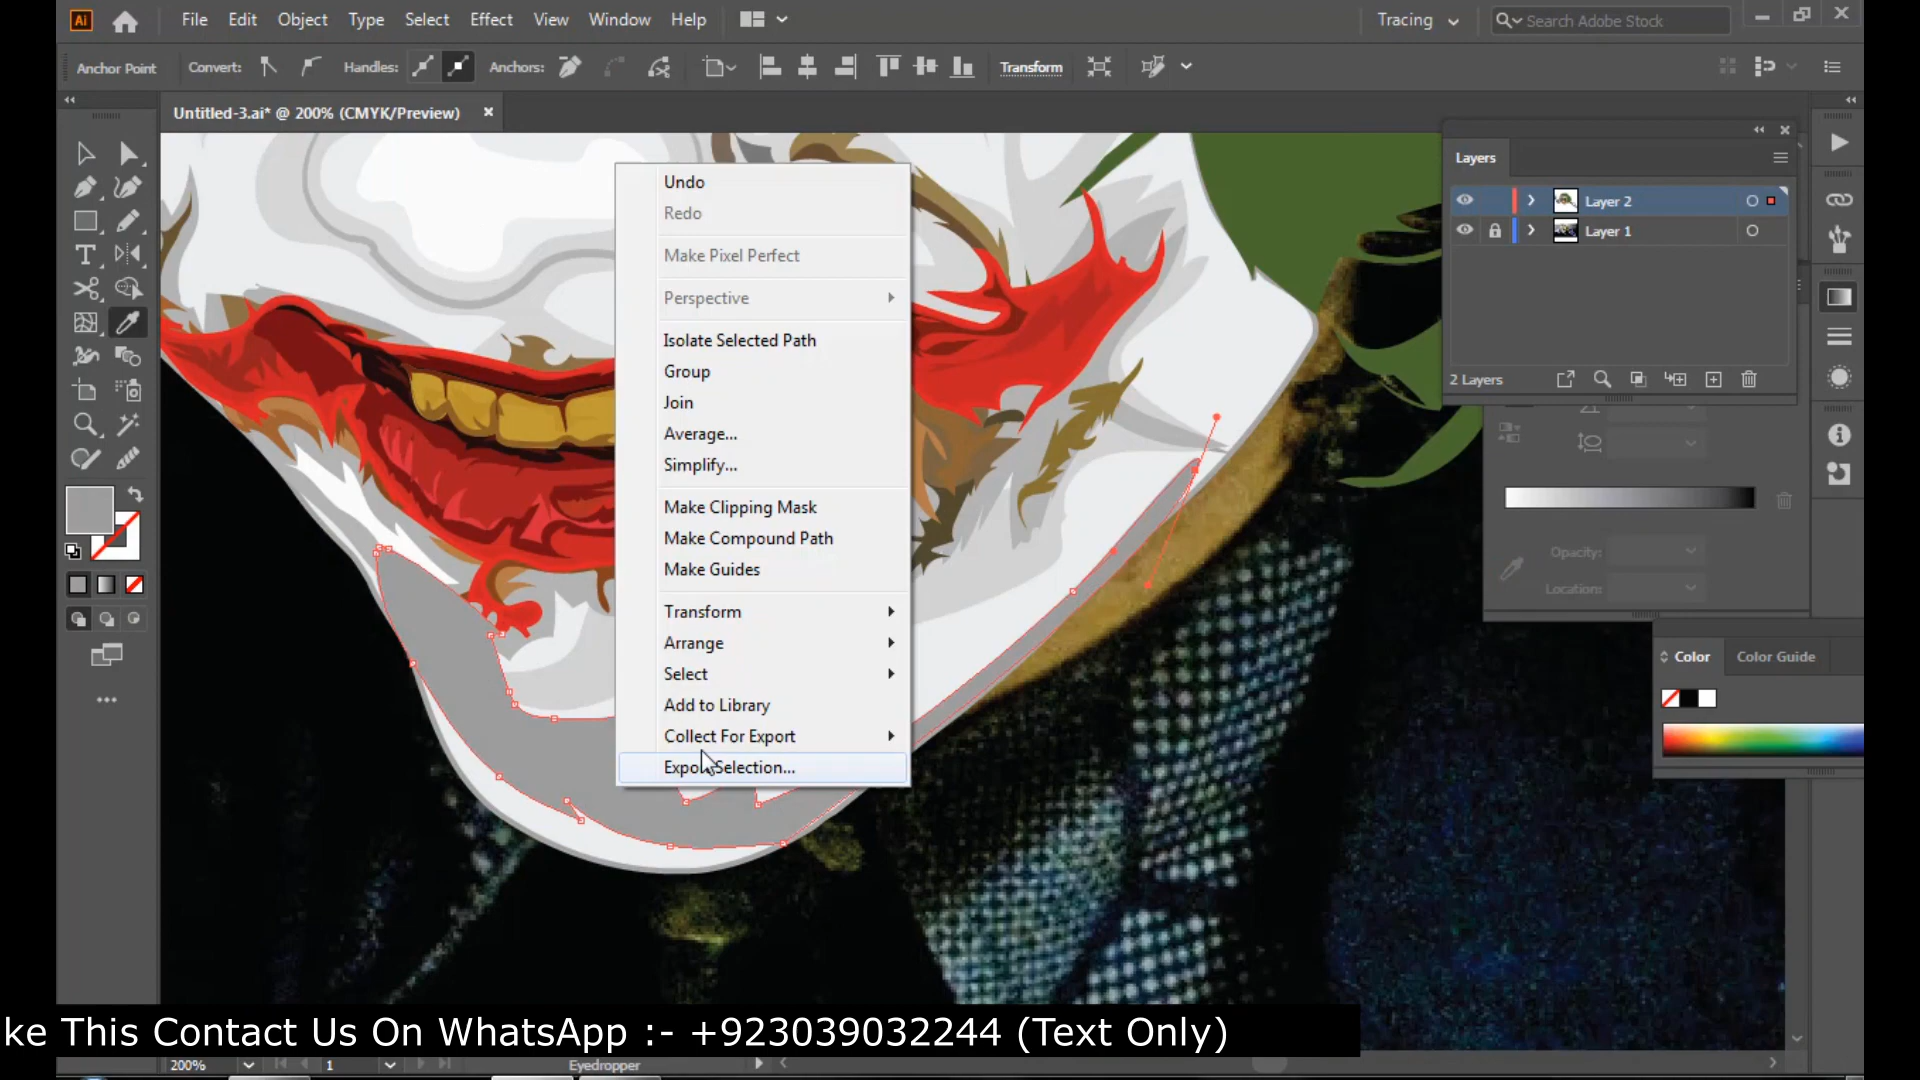 Ai File Edit Object Type Select Effect View Window Help Tracing Search Adobe Stock
Anchor Point Convert: Handles: Anchors: Transform
Untitled-3.ai* @ 200% (CMYK/Preview)
Layers
Layer 2
Layer 1
2 Layers
Undo
Redo
Make Pixel Perfect
Perspective
Isolate Selected Path
Group
Join
Average...
Simplify...
Make Clipping Mask
Make Compound Path
Make Guides
Transform
Arrange
Select
Add to Library
Collect For Export
Export Selection...
Opacity:
Location:
Color Color Guide
ke This Contact Us On WhatsApp :- +923039032244 (Text Only)
200% 1 Eyedropper